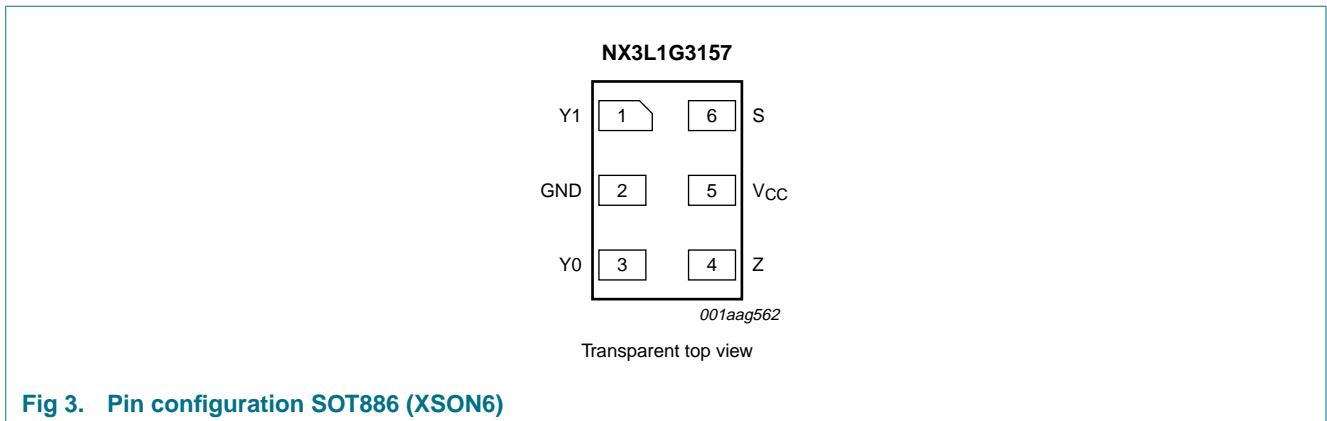 NX3L1G3157
Y1 1 6 S
GND 2 5 VCC
Y0 3 4 Z
001aag562
Transparent top view
Fig 3. Pin configuration SOT886 (XSON6)